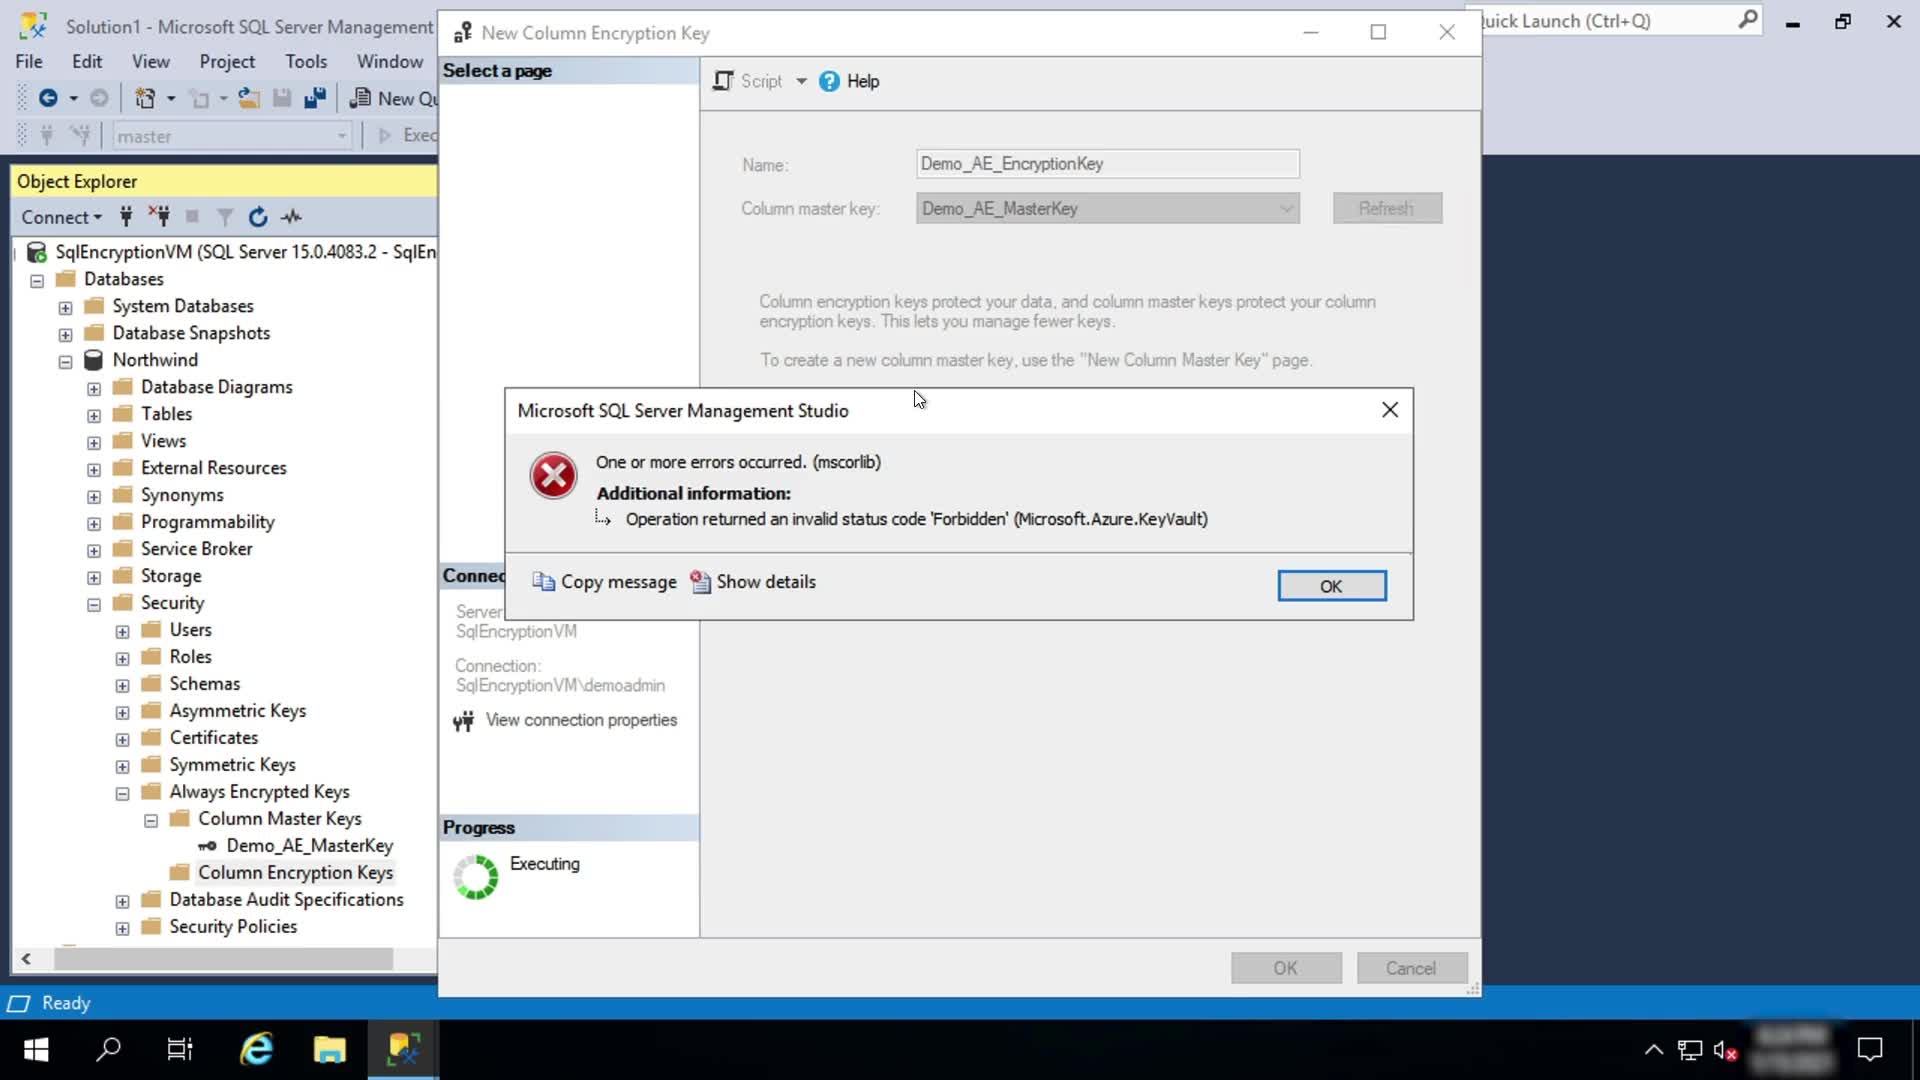 Solution1 - Microsoft SQL Server Management
Quick Launch (Ctrl+Q)
File Edit View Project Tools Window
New Qu
master
Exec
Object Explorer
Connect
SqlEncryptionVM (SQL Server 15.0.4083.2 - SqlEn
Databases
System Databases
Database Snapshots
Northwind
Database Diagrams
Tables
Views
External Resources
Synonyms
Programmability
Service Broker
Storage
Security
Users
Roles
Schemas
Asymmetric Keys
Certificates
Symmetric Keys
Always Encrypted Keys
Column Master Keys
Demo_AE_MasterKey
Column Encryption Keys
Database Audit Specifications
Security Policies
New Column Encryption Key
Select a page
Script Help
Name: Demo_AE_EncryptionKey
Column master key: Demo_AE_MasterKey Refresh
Column encryption keys protect your data, and column master keys protect your column
encryption keys. This lets you manage fewer keys.
To create a new column master key, use the "New Column Master Key" page.
Microsoft SQL Server Management Studio
One or more errors occurred. (mscorlib)
Additional information:
Operation returned an invalid status code 'Forbidden' (Microsoft.Azure.KeyVault)
Copy message Show details OK
Connec
Server
SqlEncryptionVM
Connection:
SqlEncryptionVM\demoadmin
View connection properties
Progress
Executing
OK Cancel
Ready